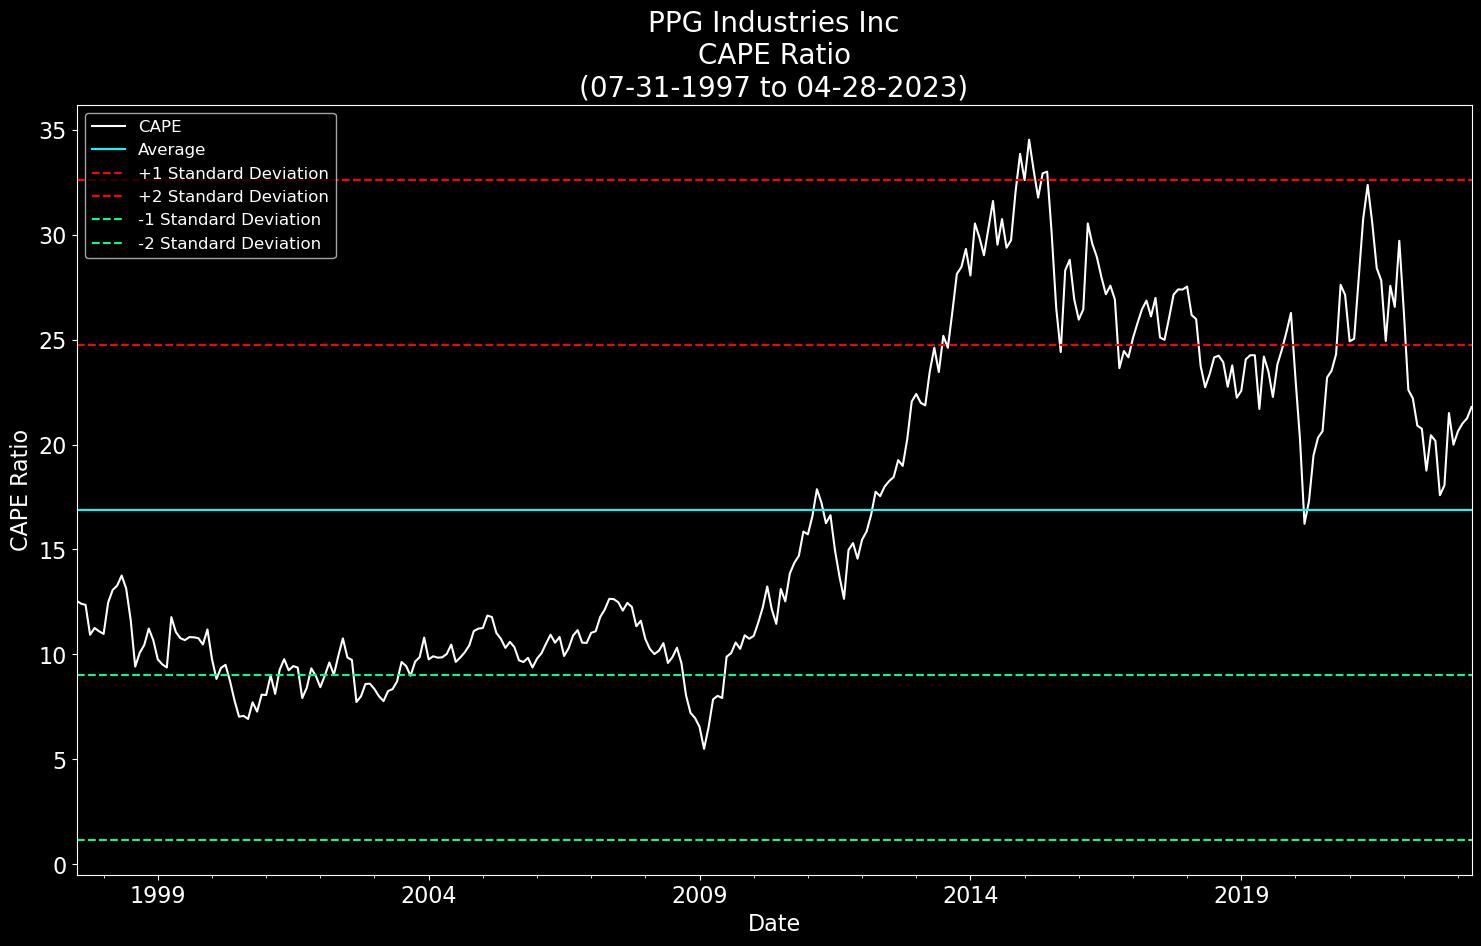 PPG Industries Inc
CAPE Ratio
(07-31-1997 to 04-28-2023)
CAPE
Average
+1 Standard Deviation
+2 Standard Deviation
-1 Standard Deviation
-2 Standard Deviation
CAPE Ratio
35
30
25
20
15
10
5
0
1999 2004 2009 2014 2019
Date